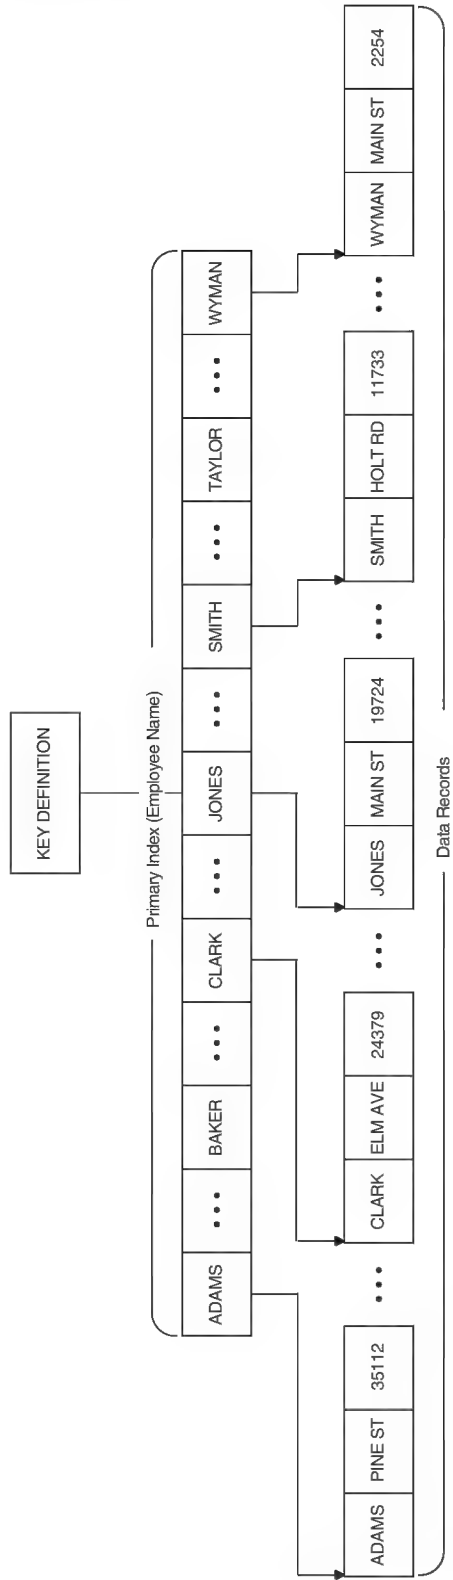 KEY DEFINITION
Primary Index (Employee Name)
ADAMS ••• BAKER ••• CLARK ••• JONES ••• SMITH ••• TAYLOR ••• WYMAN
ADAMS PINE ST 35112 ••• CLARK ELM AVE 24379 ••• JONES MAIN ST 19724 ••• SMITH HOLT RD 11733 ••• WYMAN MAIN ST 2254
Data Records